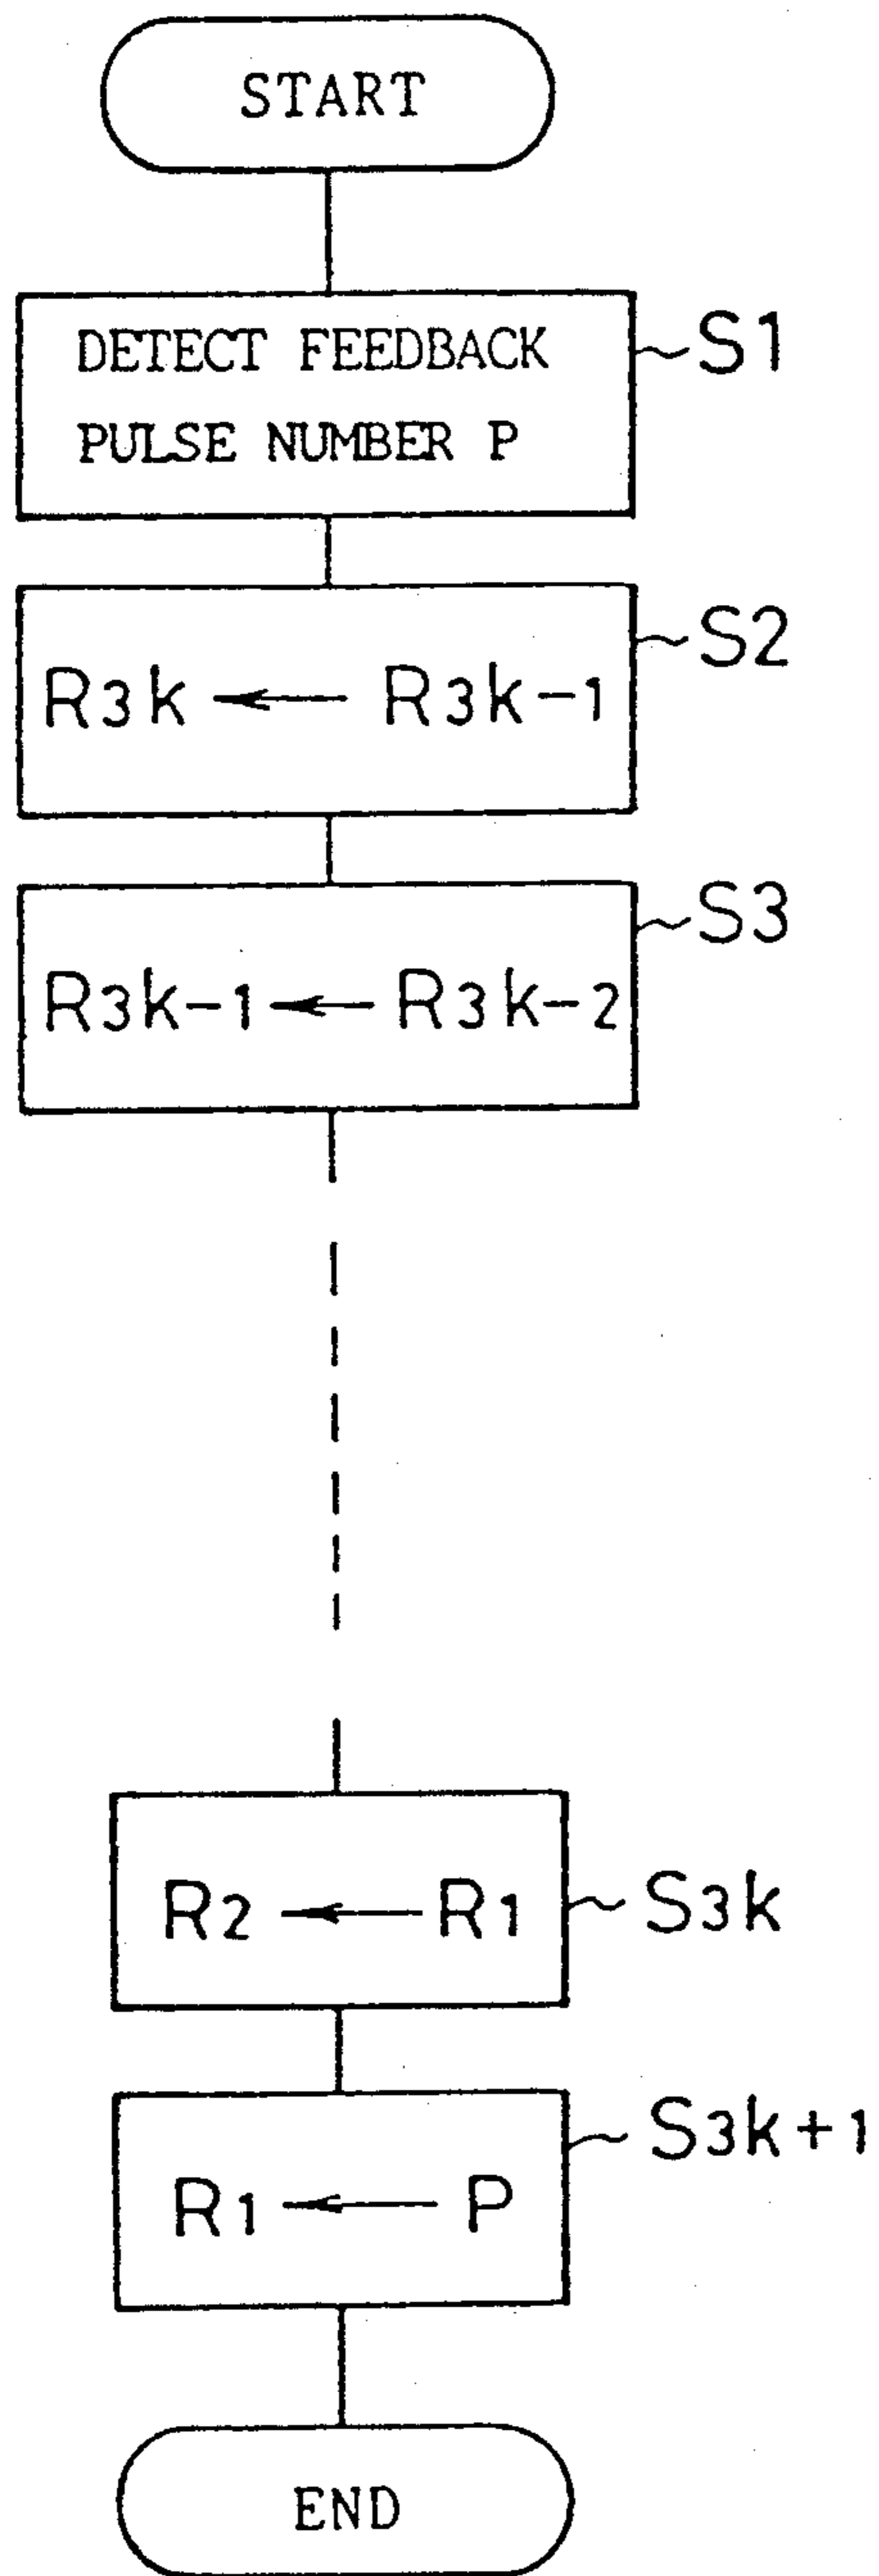 START
DETECT FEEDBACK
PULSE NUMBER P
S1
R3k ← R3k-1
S2
R3k-1 ← R3k-2
S3
R2 ← R1
S3k
R1 ← P
S3k+1
END